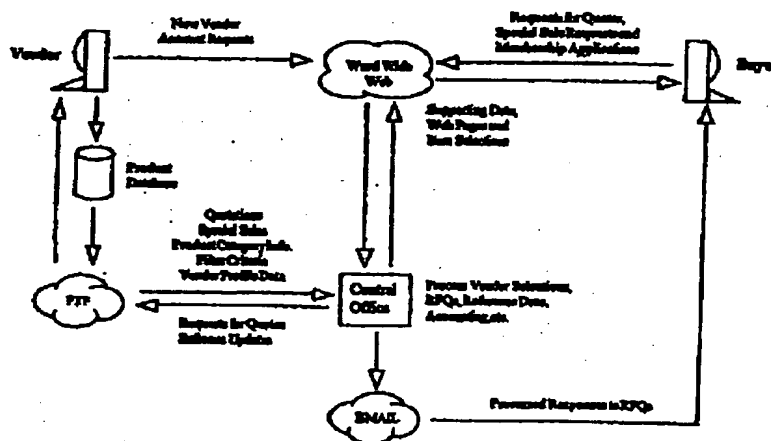 New Vendor
Account Requests
Requests for Quotes,
Special Sale Requests and
Membership Applications
Vendor
World Wide
Web
Buyer
Supporting Data,
Web Pages and
Item Selections
Product
Database
Quotations
Special Sales
Product Category Info.
Filter Criteria
Vendor Profile Data
FTP
Central
Office
Process Vendor Selections,
RFQs, Reference Data,
Accounting, etc.
Requests for Quotes
Software Updates
EMAIL
Processed Responses to RFQs